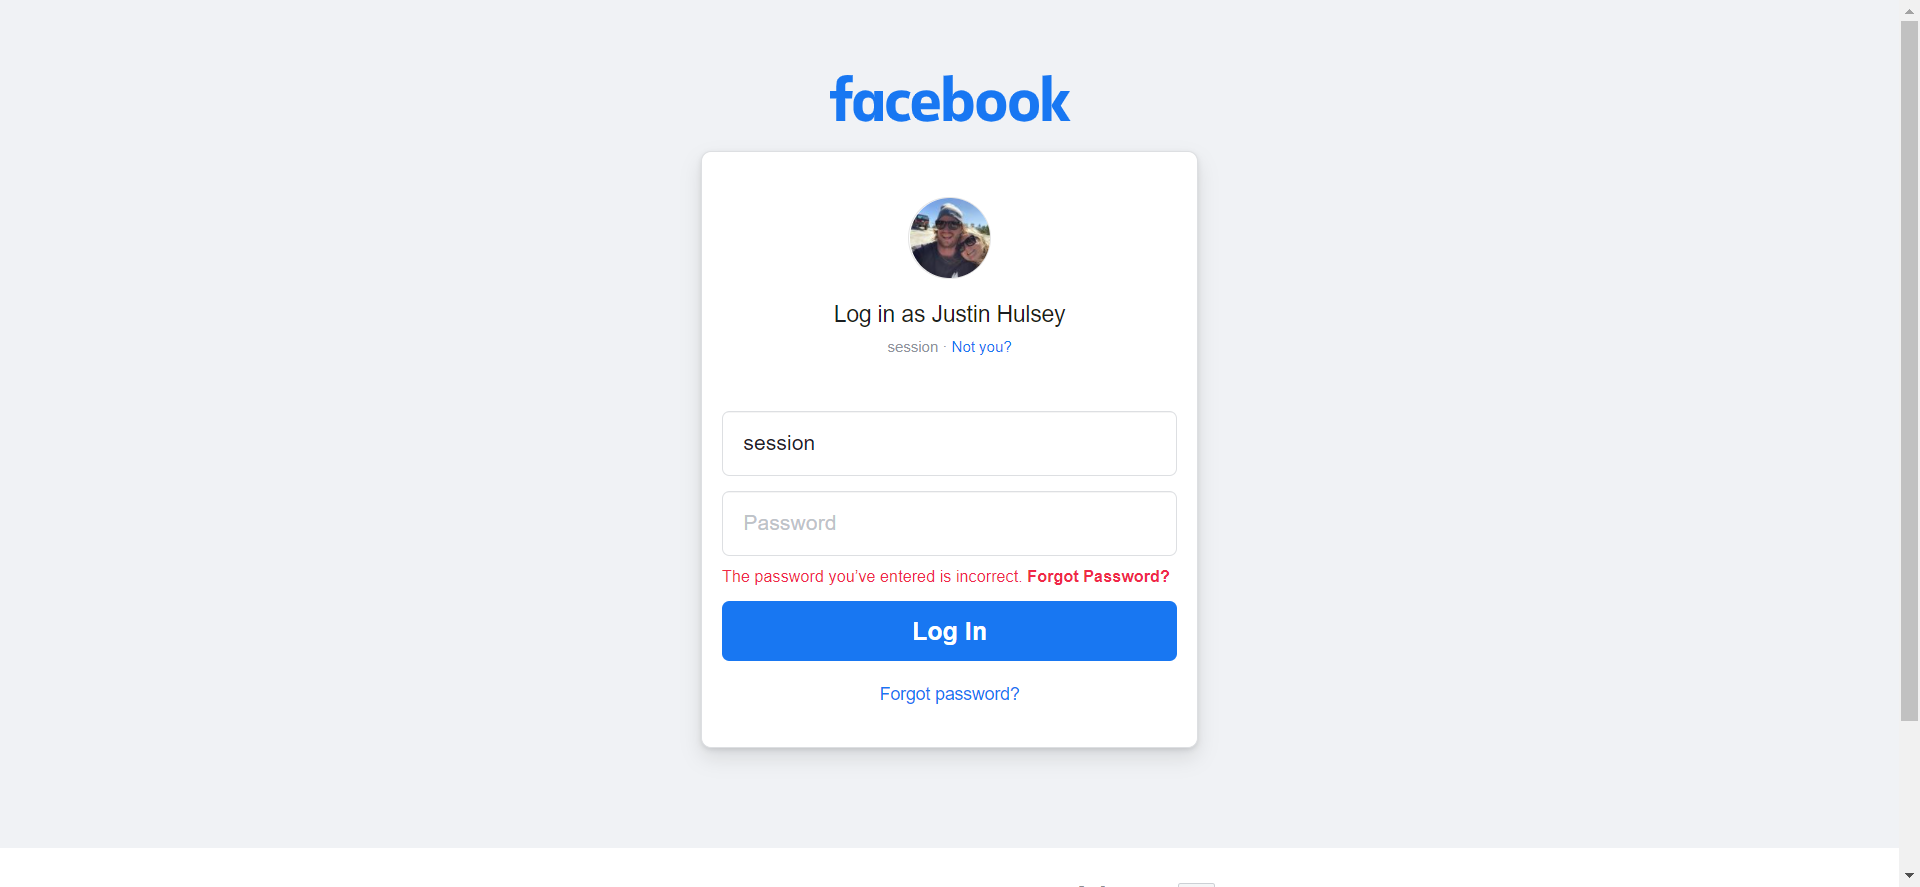 facebook
Log in as Justin Hulsey
session · Not you?
session
Password
The password you've entered is incorrect. Forgot Password?
Log In
Forgot password?